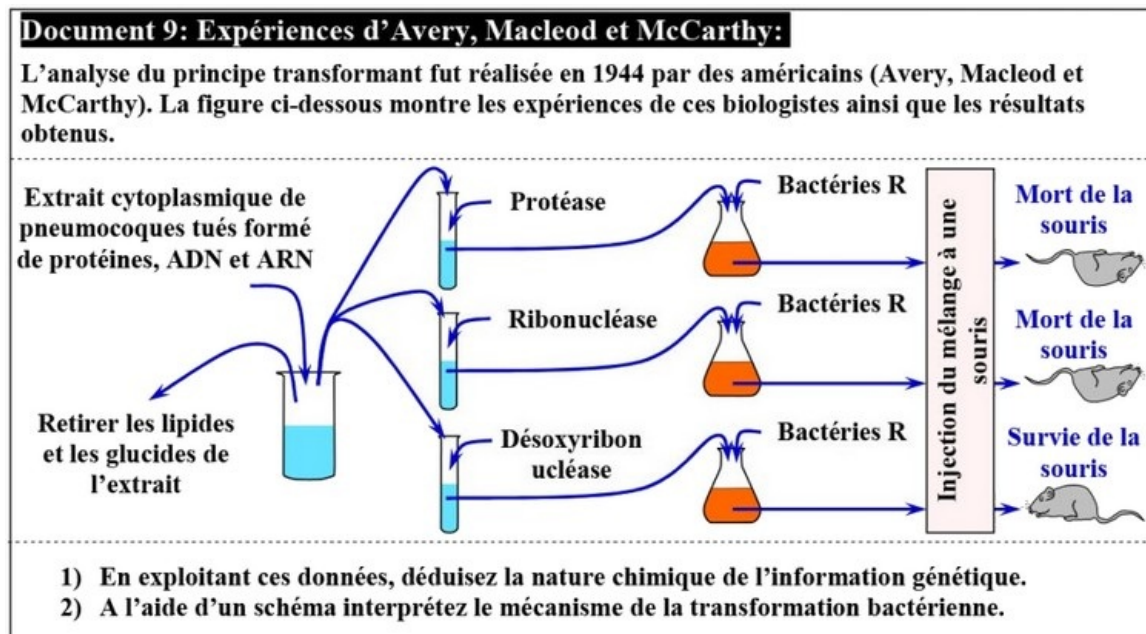 Document 9: Expériences d'Avery, Macleod et McCarthy:
L'analyse du principe transformant fut réalisée en 1944 par des américains (Avery, Macleod et
McCarthy). La figure ci-dessous montre les expériences de ces biologistes ainsi que les résultats
obtenus.
Extrait cytoplasmique de
pneumocoques tués formé
de protéines, ADN et ARN
Retirer les lipides
et les glucides de
l'extrait
Protéase
Bactéries R
Ribonucléase
Bactéries R
Désoxyribon
ucléase
Bactéries R
Injection du mélange à une
souris
Mort de la
souris
Mort de la
souris
Survie de la
souris
1) En exploitant ces données, déduisez la nature chimique de l'information génétique.
2) A l'aide d'un schéma interprétez le mécanisme de la transformation bactérienne.